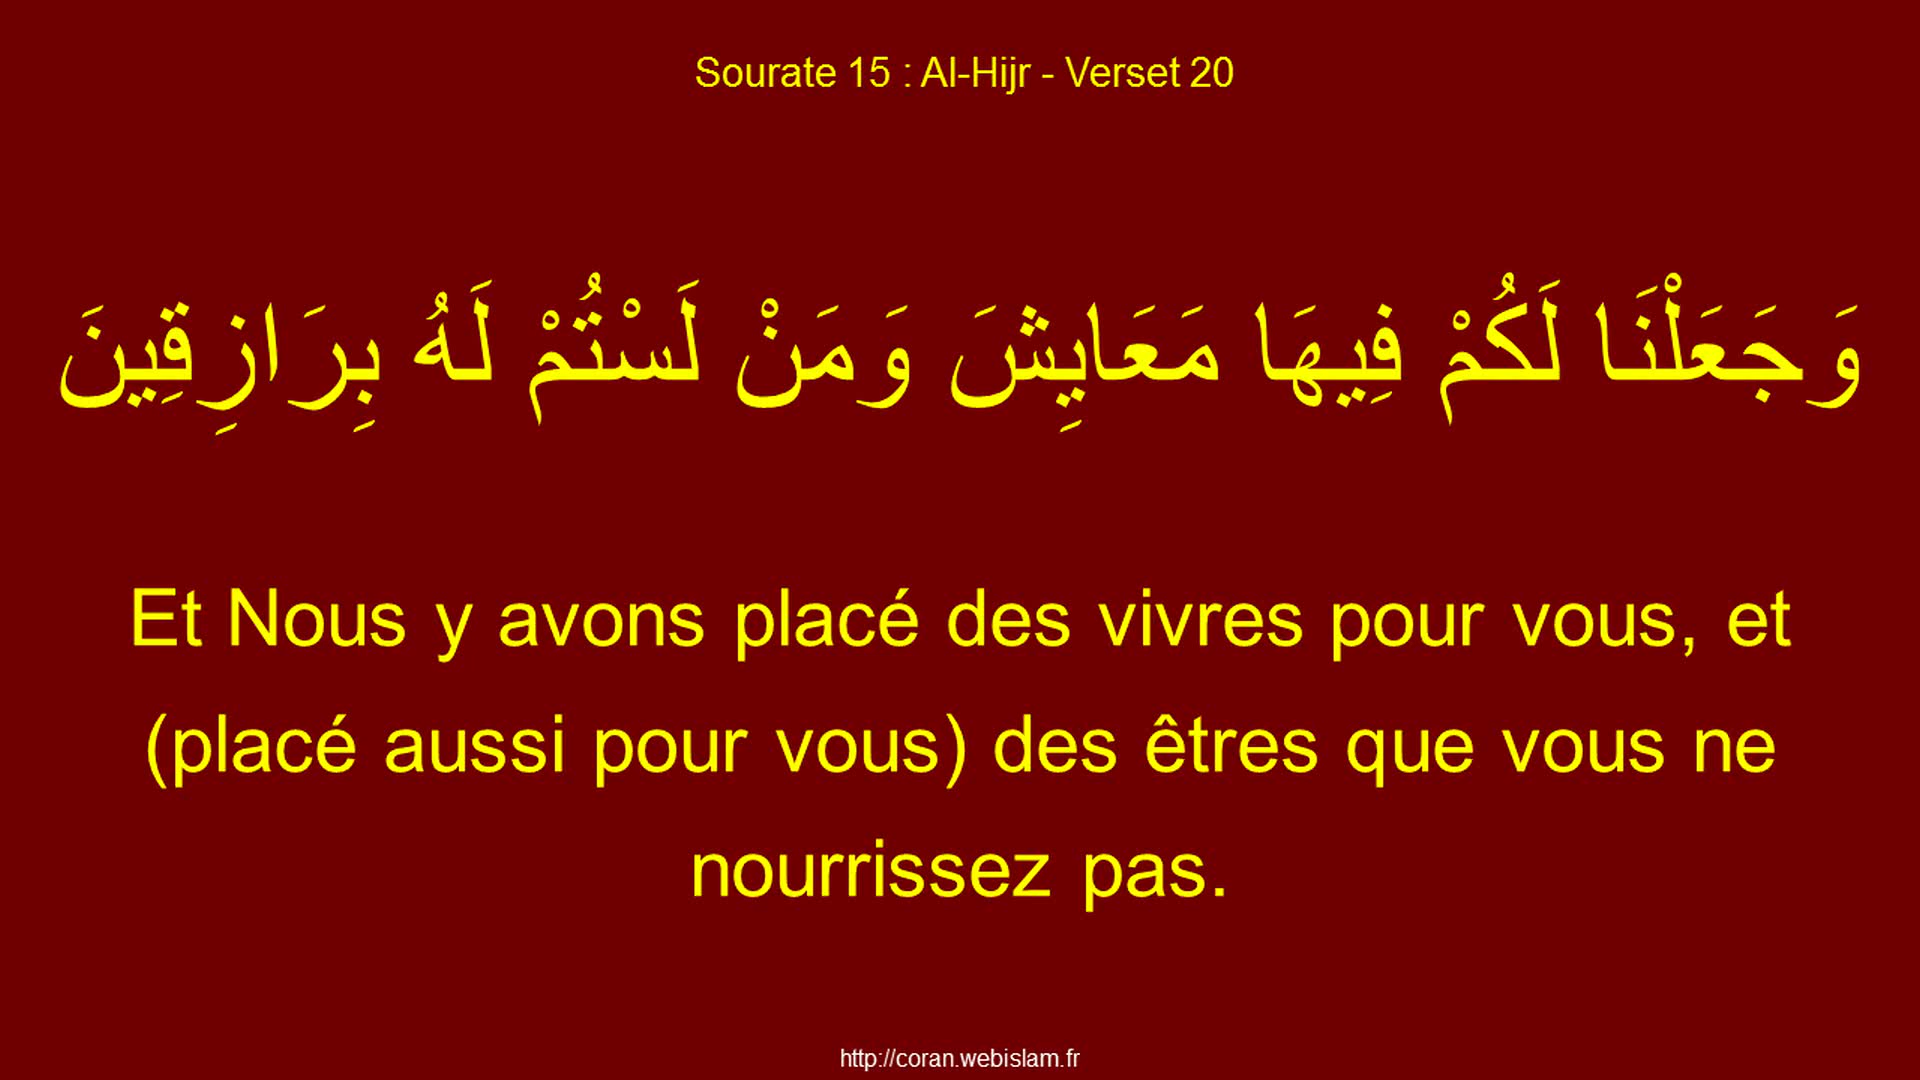 Sourate 15 : Al-Hijr - Verset 20
وَجَعَلْنَا لَكُمْ فِيهَا مَعَايِشَ وَمَنْ لَسْتُمْ لَهُ بِرَازِقِينَ
Et Nous y avons placé des vivres pour vous, et
(placé aussi pour vous) des êtres que vous ne
nourrissez pas.
http://coran.webislam.fr